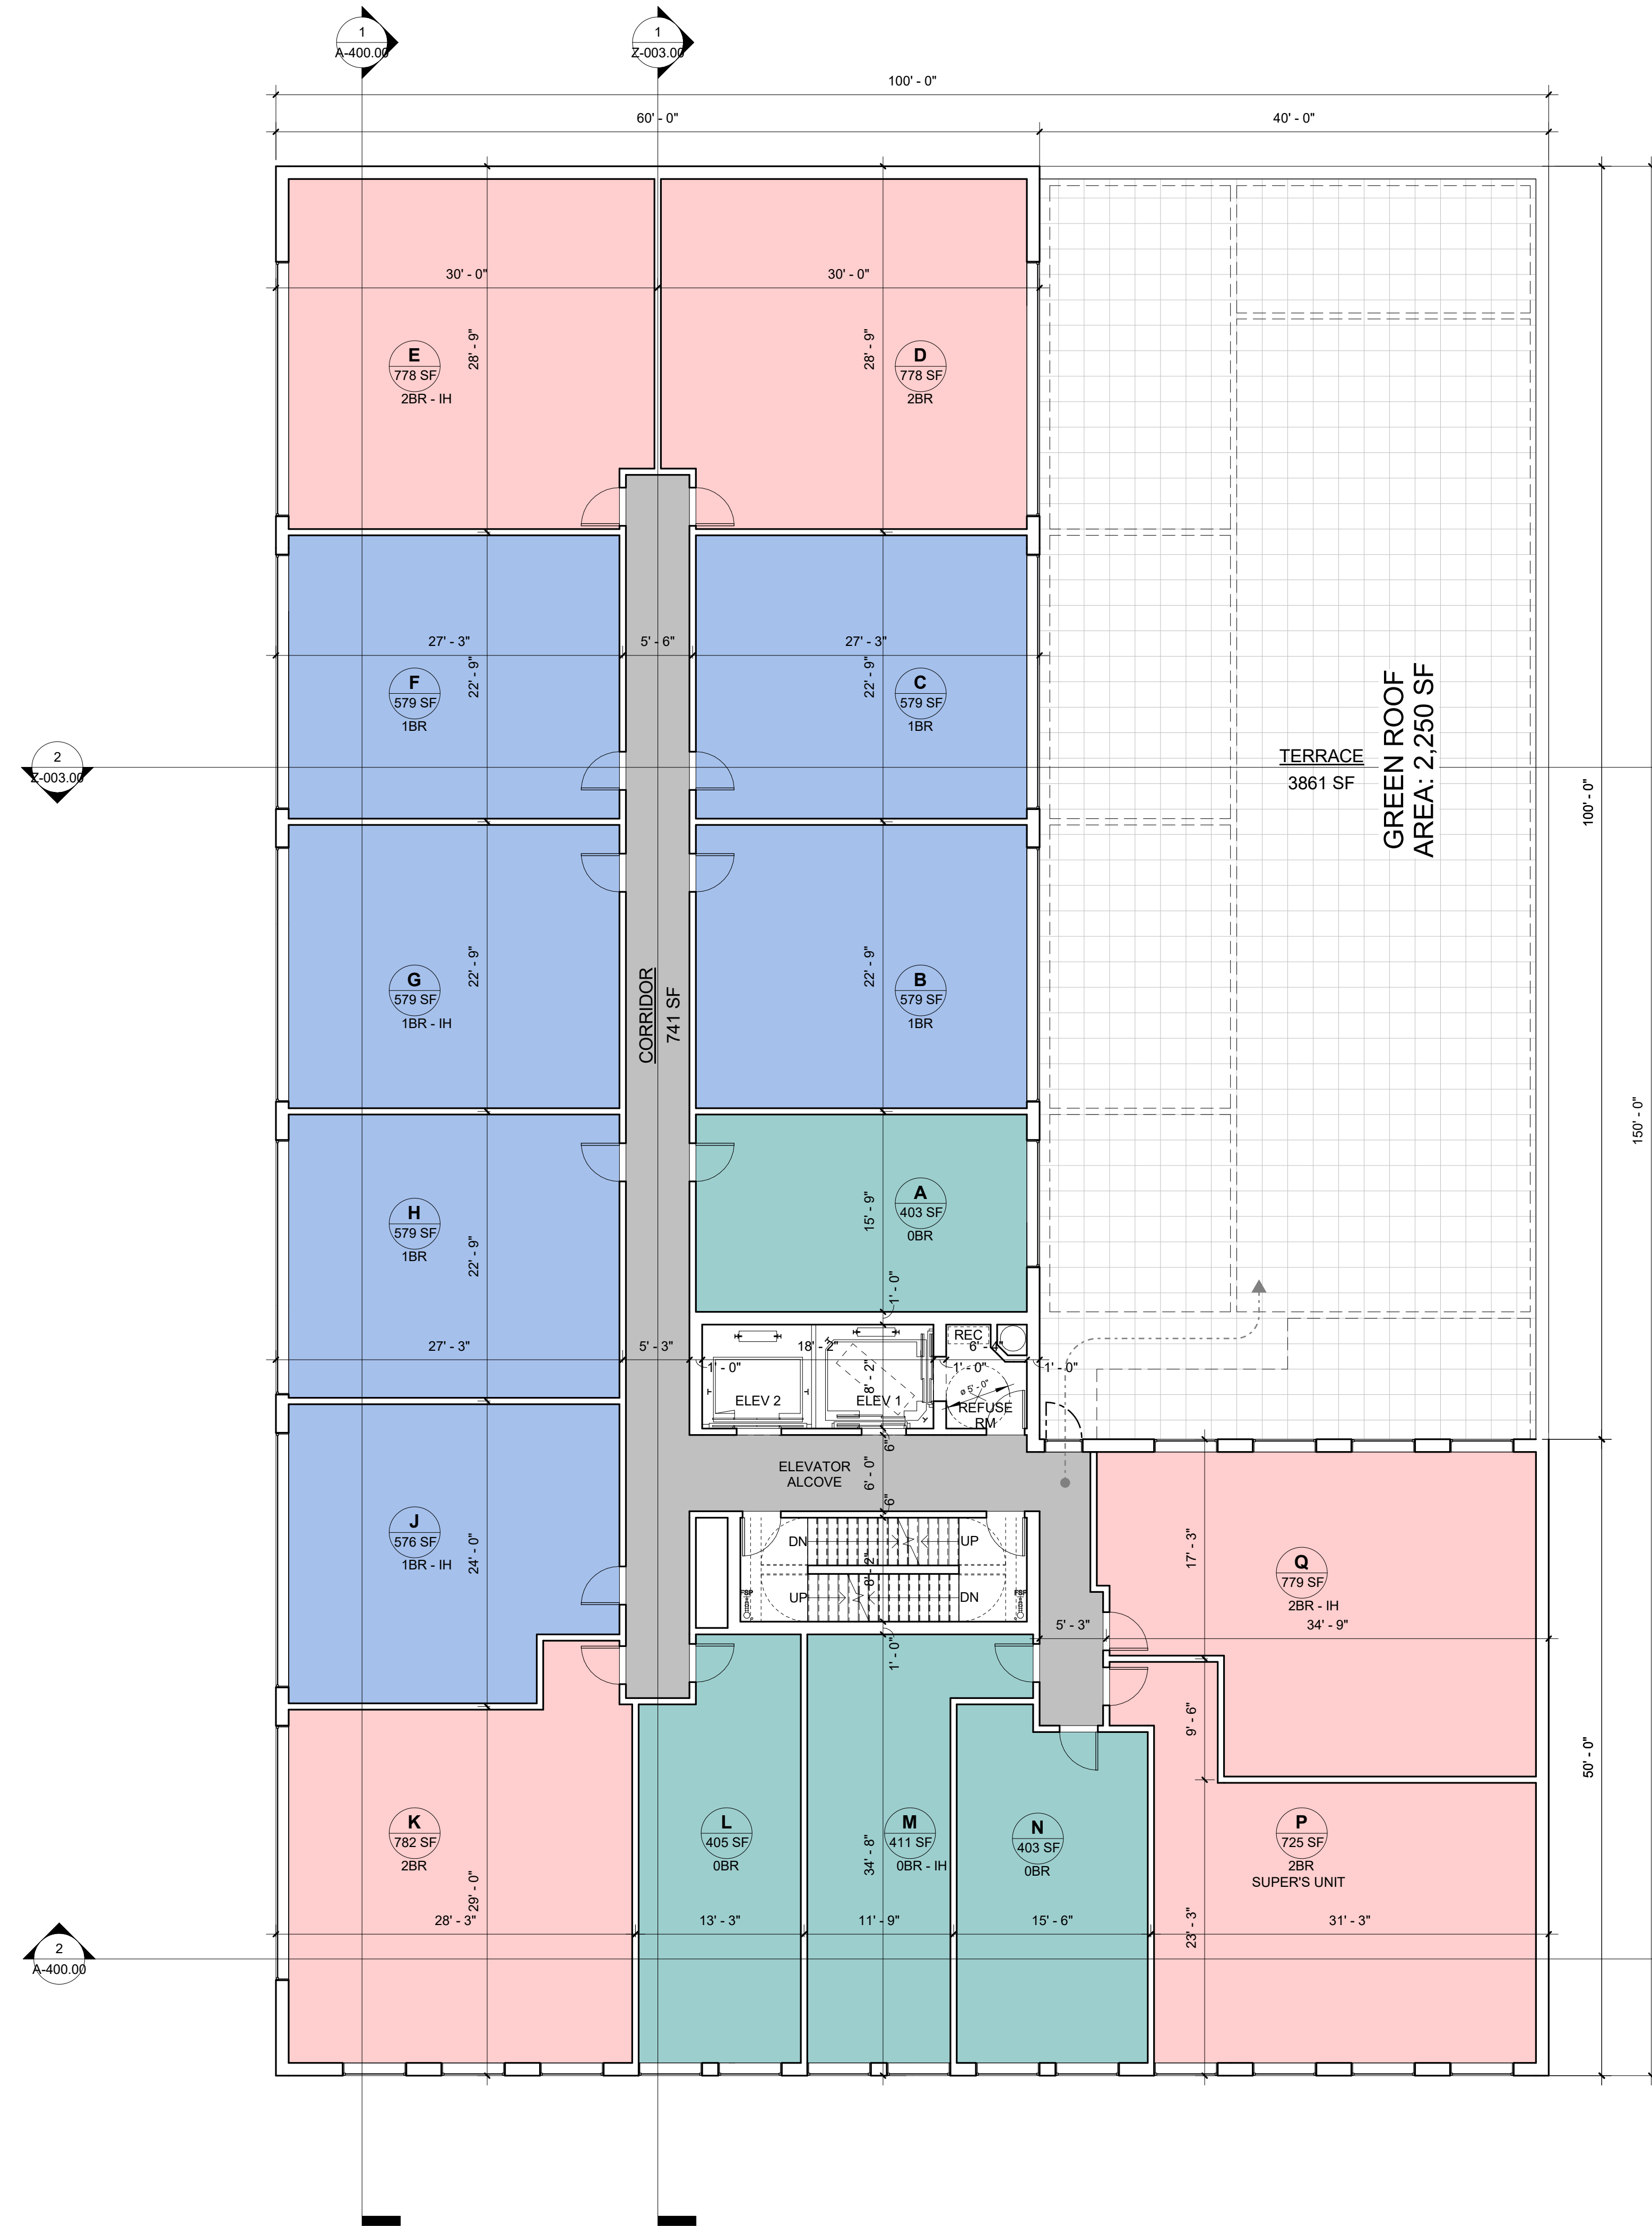 1
A-400.00
1
Z-003.00
100' - 0"
60' - 0"
40' - 0"
30' - 0"
30' - 0"
E
778 SF
2BR - IH
28' - 9"
D
778 SF
2BR
28' - 9"
27' - 3"
5' - 6"
27' - 3"
F
579 SF
1BR
22' - 9"
C
579 SF
1BR
22' - 9"
GREEN ROOF
AREA: 2,250 SF
TERRACE
3861 SF
2
Z-003.00
100' - 0"
G
579 SF
1BR - IH
22' - 9"
CORRIDOR
741 SF
B
579 SF
1BR
22' - 9"
150' - 0"
H
579 SF
1BR
22' - 9"
A
403 SF
0BR
15' - 9"
1' - 0"
27' - 3"
5' - 3"
18' - 2"
REC
6' - 4"
1' - 0"
8' - 2"
1' - 0"
1' - 0"
ELEV 2
ELEV 1
ø 5' - 0"
REFUSE
RM
6"
ELEVATOR
ALCOVE
6' - 0"
6"
J
576 SF
1BR - IH
24' - 0"
DN
UP
8' - 2"
UP
DN
FSP
FSP
1' - 0"
5' - 3"
17' - 3"
Q
779 SF
2BR - IH
34' - 9"
9' - 6"
50' - 0"
K
782 SF
2BR
29' - 0"
28' - 3"
L
405 SF
0BR
13' - 3"
34' - 8"
M
411 SF
0BR - IH
11' - 9"
N
403 SF
0BR
15' - 6"
P
725 SF
2BR
SUPER'S UNIT
23' - 3"
31' - 3"
2
A-400.00